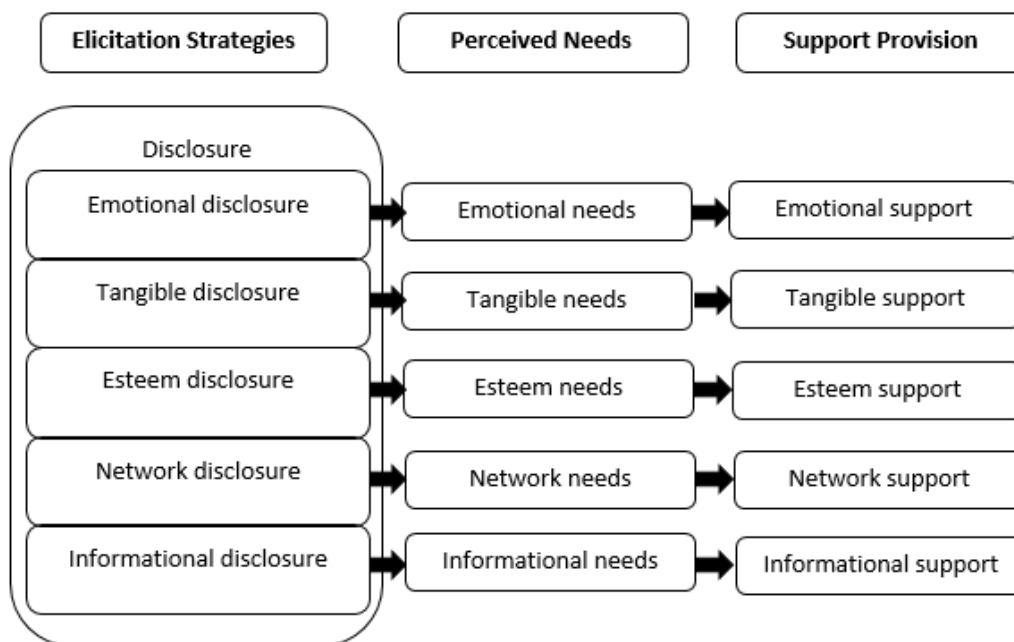 Elicitation Strategies
Perceived Needs
Support Provision
Disclosure
Emotional disclosure
Emotional needs
Emotional support
Tangible disclosure
Tangible needs
Tangible support
Esteem disclosure
Esteem needs
Esteem support
Network disclosure
Network needs
Network support
Informational disclosure
Informational needs
Informational support